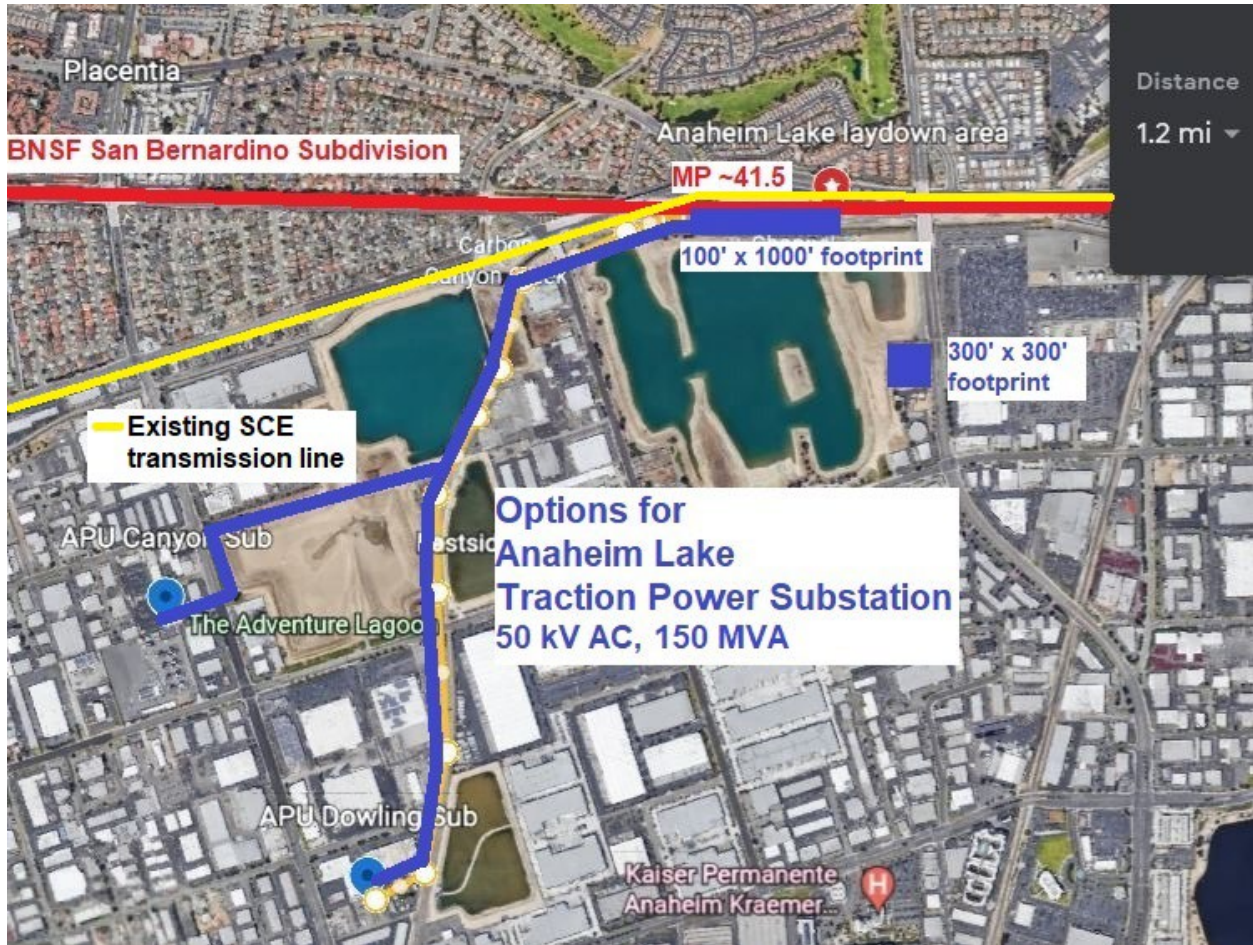 Placentia
Distance
1.2 mi
BNSF San Bernardino Subdivision
Anaheim Lake laydown area
MP ~41.5
Carbon
Canyon Creek
100' x 1000' footprint
300' x 300'
footprint
Existing SCE
transmission line
APU Canyon Sub
Options for
Anaheim Lake
Traction Power Substation
50 kV AC, 150 MVA
The Adventure Lagoon
APU Dowling Sub
Kaiser Permanente
Anaheim Kraemer...
H